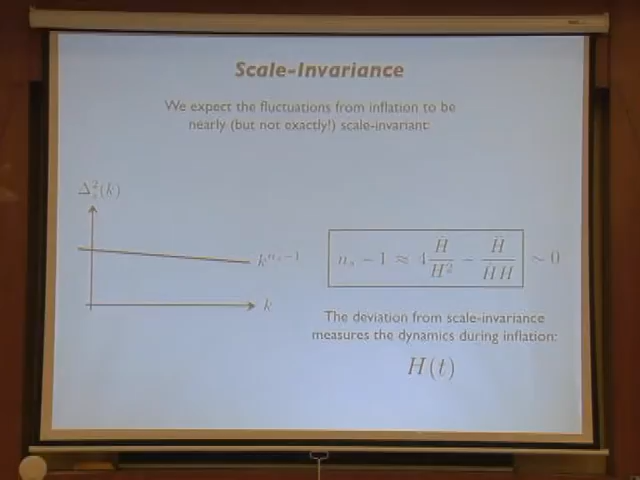 Scale-Invariance
We expect the fluctuations from inflation to be
nearly (but not exactly!) scale-invariant:
Δ²ₛ(k)
k^{nₛ−1}
k
nₛ − 1 ≈ 4 Ḣ/H² − Ḧ/ḢH ∼ 0
The deviation from scale-invariance
measures the dynamics during inflation:
H(t)